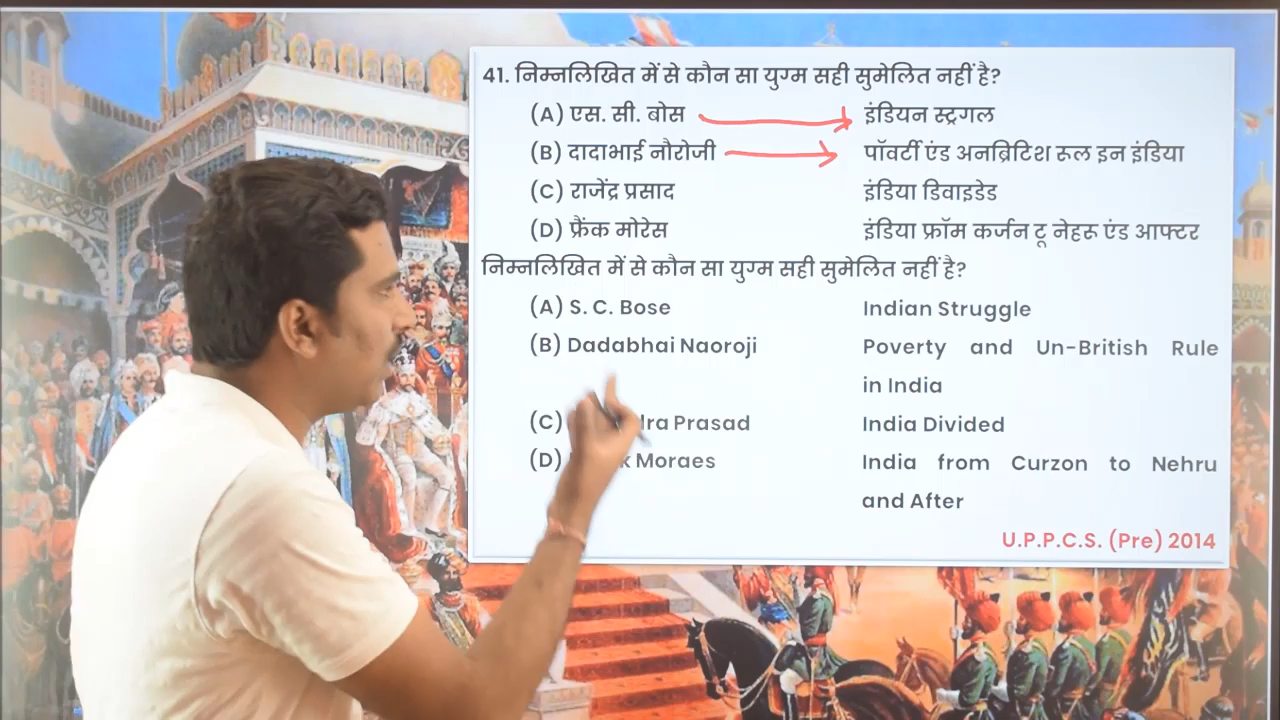 41. निम्नलिखित में से कौन सा युग्म सही सुमेलित नहीं है?
(A) एस. सी. बोस इंडियन स्ट्रगल
(B) दादाभाई नौरोजी पॉवर्टी एंड अनब्रिटिश रूल इन इंडिया
(C) राजेंद्र प्रसाद इंडिया डिवाइडेड
(D) फ्रैंक मोरेस इंडिया फ्रॉम कर्जन टू नेहरू एंड आफ्टर
निम्नलिखित में से कौन सा युग्म सही सुमेलित नहीं है?
(A) S. C. Bose Indian Struggle
(B) Dadabhai Naoroji Poverty and Un-British Rule
in India
(C) Prasad India Divided
(D) Moraes India from Curzon to Nehru
and After
U.P.P.C.S. (Pre) 2014